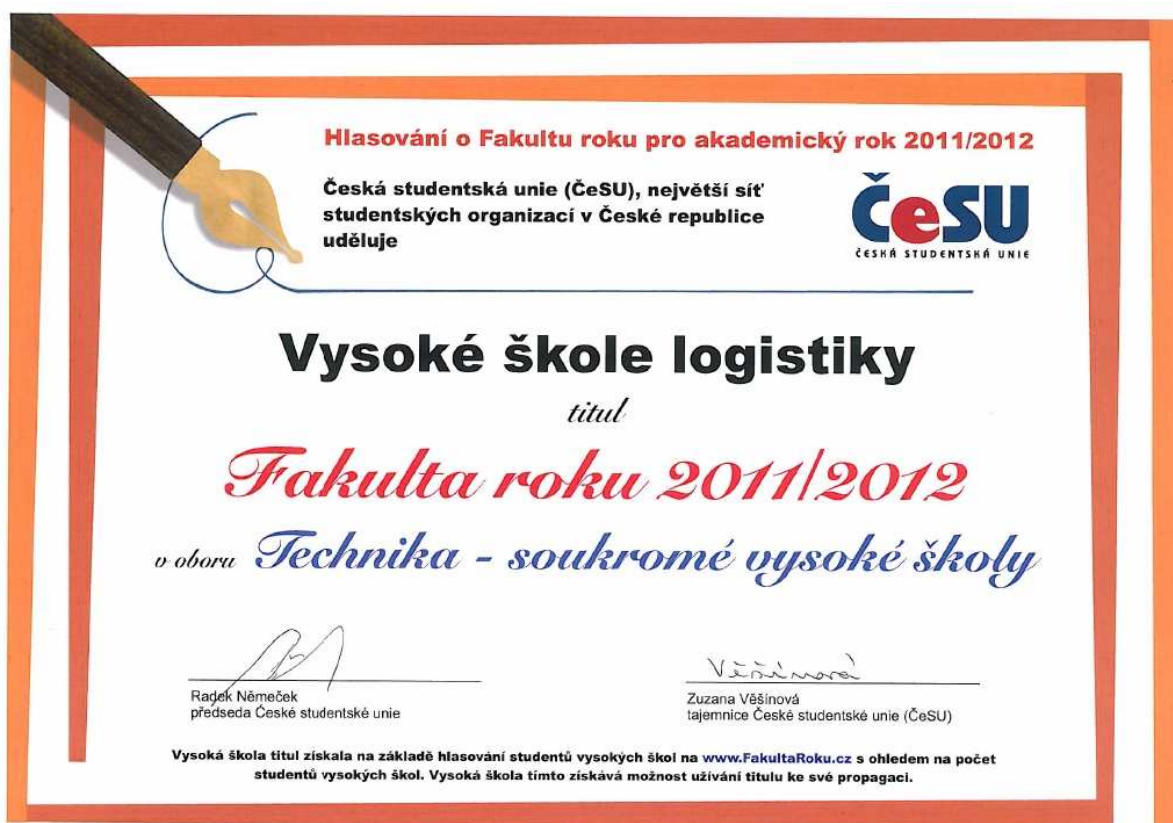 Hlasování o Fakultu roku pro akademický rok 2011/2012
Česká studentská unie (ČeSU), největší síť
studentských organizací v České republice
uděluje
ČeSU
ČESKÁ STUDENTSKÁ UNIE
Vysoké škole logistiky
titul
Fakulta roku 2011/2012
v oboru Technika - soukromé vysoké školy
Věšínová
Radek Němeček
předseda České studentské unie
Zuzana Věšínová
tajemnice České studentské unie (ČeSU)
Vysoká škola titul získala na základě hlasování studentů vysokých škol na www.FakultaRoku.cz s ohledem na počet
studentů vysokých škol. Vysoká škola tímto získává možnost užívání titulu ke své propagaci.